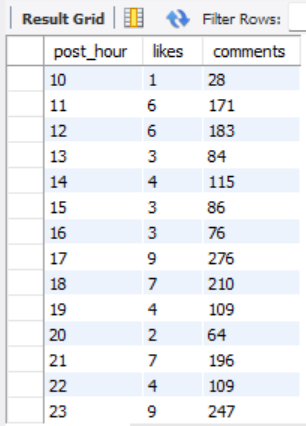 Result Grid Filter Rows:
post_hour likes comments
10 1 28
11 6 171
12 6 183
13 3 84
14 4 115
15 3 86
16 3 76
17 9 276
18 7 210
19 4 109
20 2 64
21 7 196
22 4 109
23 9 247